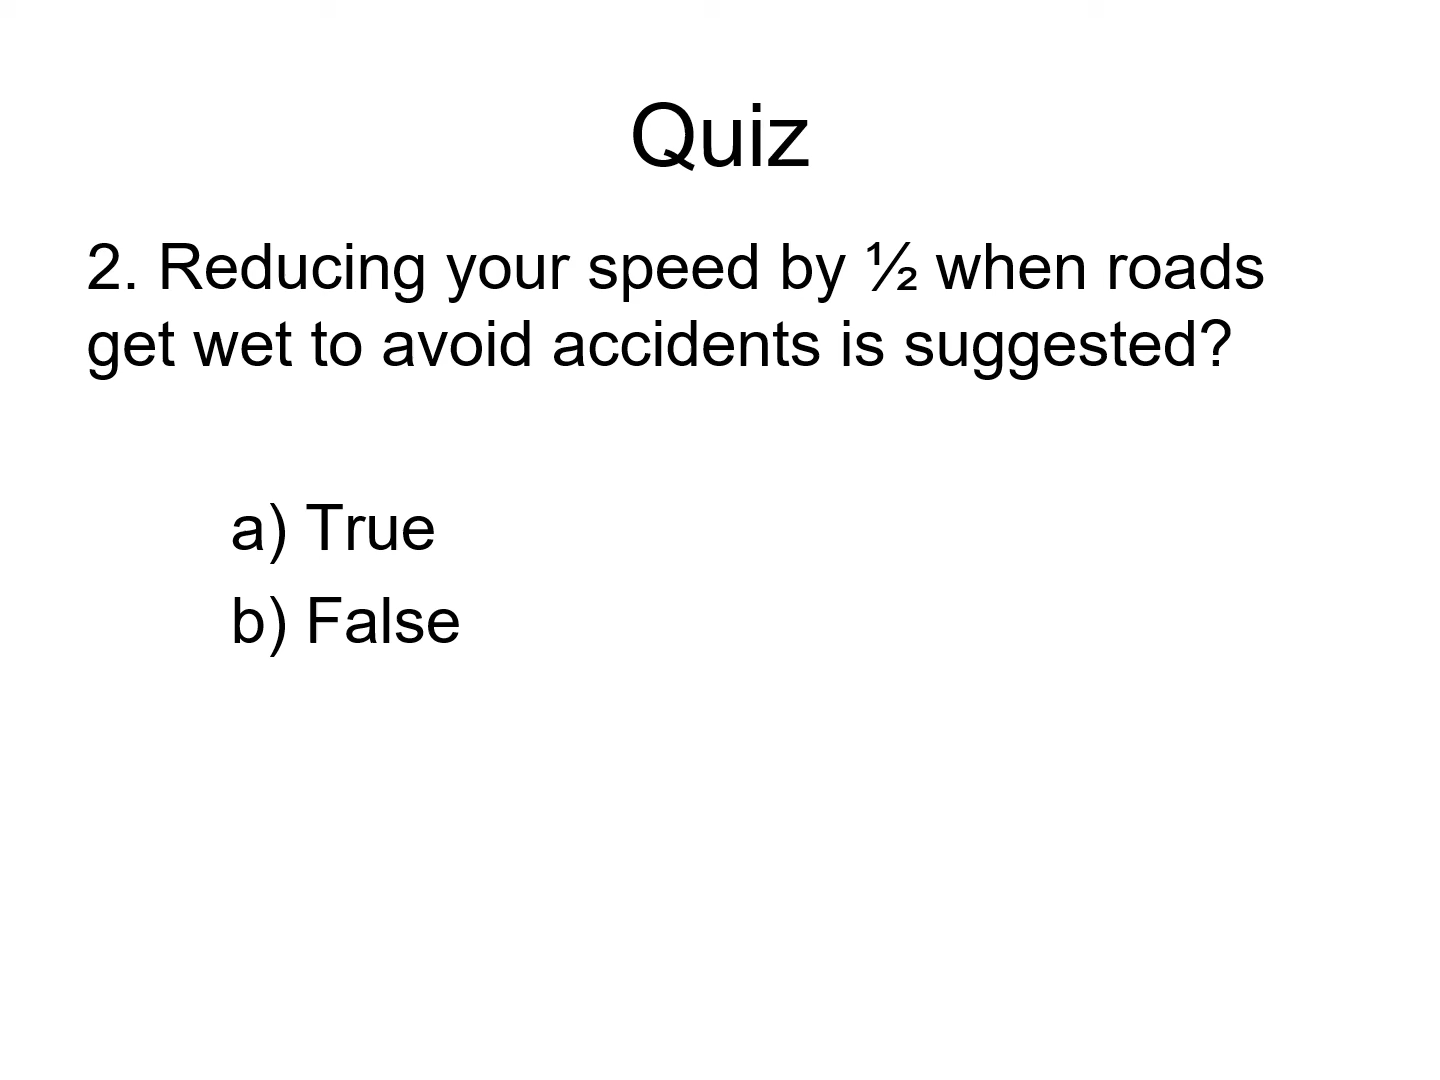 Quiz
2. Reducing your speed by ½ when roads
get wet to avoid accidents is suggested?
a) True
b) False